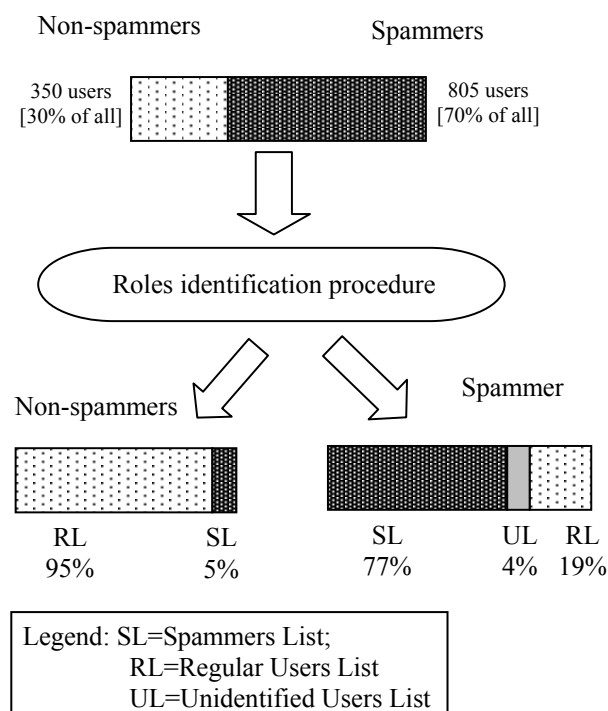 Non-spammers Spammers
350 users
[30% of all]
805 users
[70% of all]
Roles identification procedure
Non-spammers
Spammer
RL SL
95% 5%
SL UL RL
77% 4% 19%
Legend: SL=Spammers List;
RL=Regular Users List
UL=Unidentified Users List